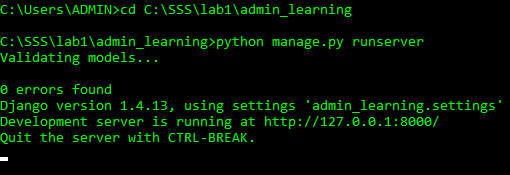 C:\Users\ADMIN>cd C:\SSS\lab1\admin_learning
C:\SSS\lab1\admin_learning>python manage.py runserver
Validating models...
0 errors found
Django version 1.4.13, using settings 'admin_learning.settings'
Development server is running at http://127.0.0.1:8000/
Quit the server with CTRL-BREAK.